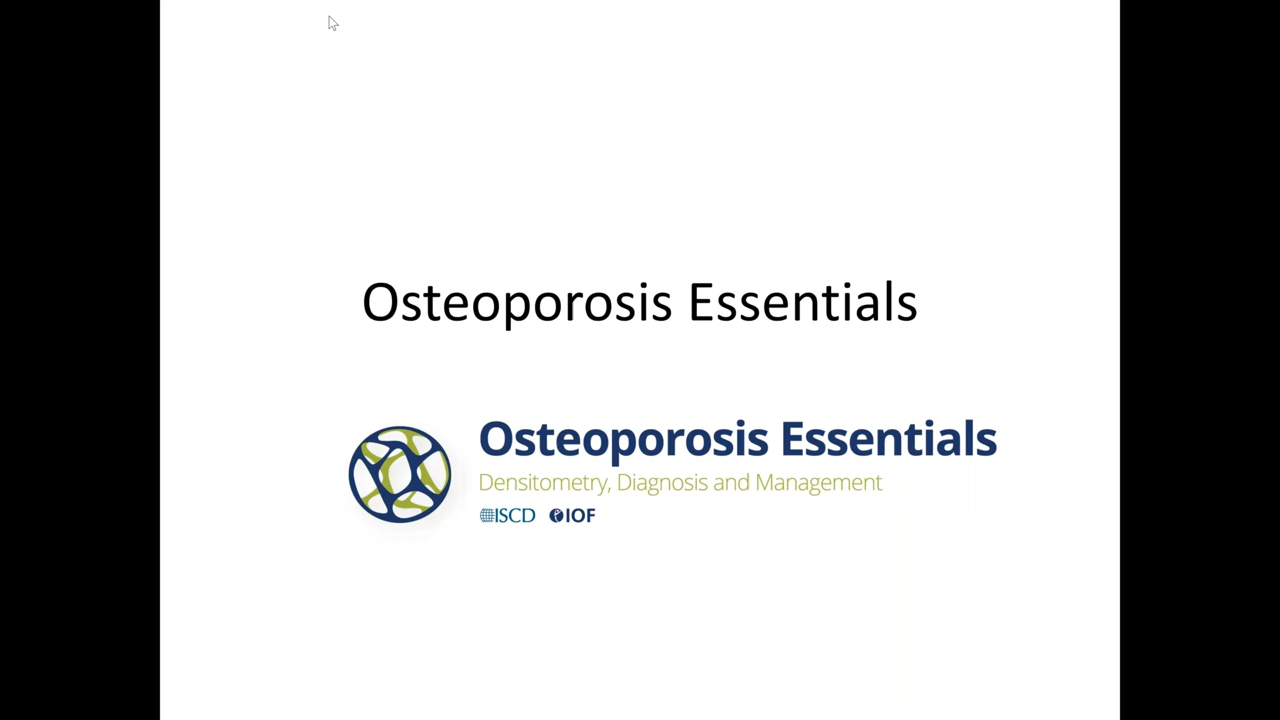 Osteoporosis Essentials
Osteoporosis Essentials
Densitometry, Diagnosis and Management
ISCD IOF